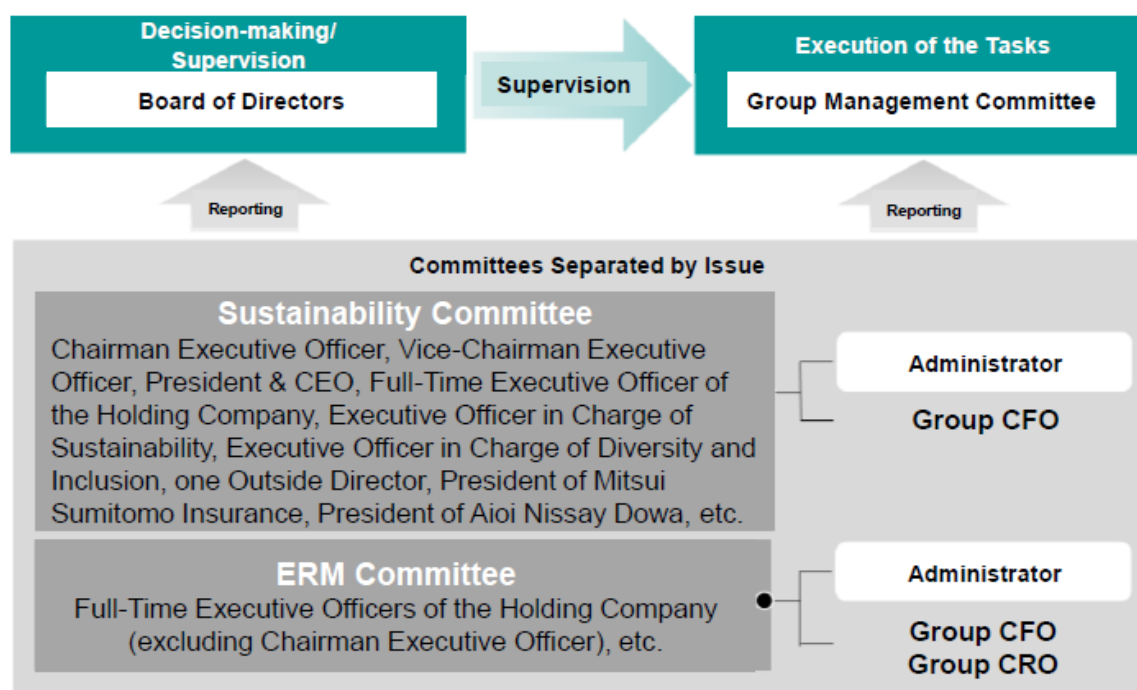 Decision-making/
Supervision
Board of Directors
Supervision
Execution of the Tasks
Group Management Committee
Reporting
Reporting
Committees Separated by Issue
Sustainability Committee
Chairman Executive Officer, Vice-Chairman Executive
Officer, President & CEO, Full-Time Executive Officer of
the Holding Company, Executive Officer in Charge of
Sustainability, Executive Officer in Charge of Diversity and
Inclusion, one Outside Director, President of Mitsui
Sumitomo Insurance, President of Aioi Nissay Dowa, etc.
Administrator
Group CFO
ERM Committee
Full-Time Executive Officers of the Holding Company
(excluding Chairman Executive Officer), etc.
Administrator
Group CFO
Group CRO